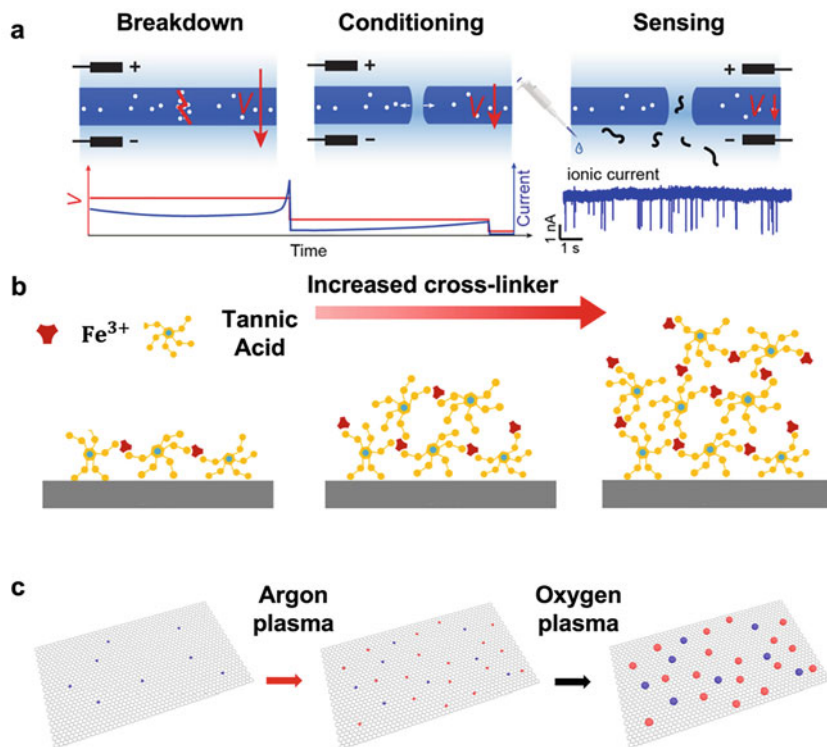 Breakdown
Conditioning
Sensing
a
+
+
+
V
V
V
−
−
−
V
Current
Time
ionic current
1 nA
1 s
b
Increased cross-linker
Fe³⁺
Tannic
Acid
c
Argon
plasma
Oxygen
plasma